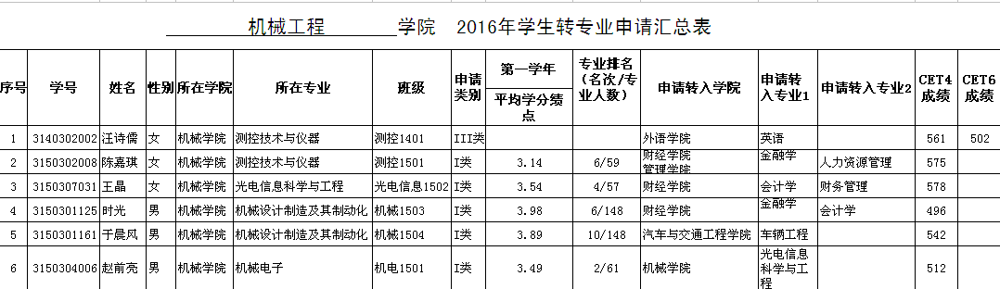 机械工程 学院 2016年学生转专业申请汇总表
序号 学号 姓名 性别 所在学院 所在专业 班级 申请类别 第一学年 平均学分绩点 专业排名（名次/专业人数） 申请转入学院 申请转入专业1 申请转入专业2 CET4成绩 CET6成绩
1 3140302002 汪诗儒 女 机械学院 测控技术与仪器 测控1401 III类 外语学院 英语 561 502
2 3150302008 陈嘉琪 女 机械学院 测控技术与仪器 测控1501 I类 3.14 6/59 财经学院 管理学院 金融学 人力资源管理 575
3 3150307031 王晶 女 机械学院 光电信息科学与工程 光电信息1502 I类 3.54 4/57 财经学院 会计学 财务管理 578
4 3150301125 时光 男 机械学院 机械设计制造及其制动化 机械1503 I类 3.98 6/148 财经学院 金融学 会计学 496
5 3150301161 于晨风 男 机械学院 机械设计制造及其制动化 机械1504 I类 3.89 10/148 汽车与交通工程学院 车辆工程 542
6 3150304006 赵前亮 男 机械学院 机械电子 机电1501 I类 3.49 2/61 机械学院 光电信息科学与工程 512